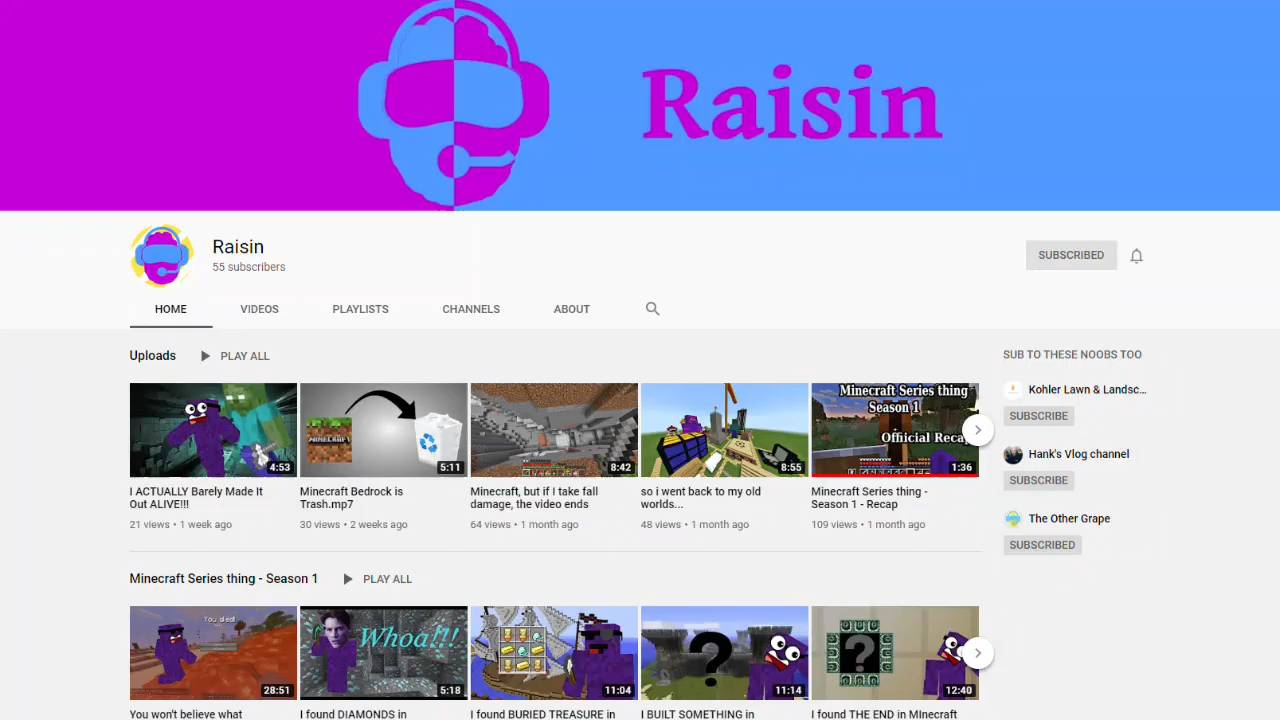 Raisin
Raisin
55 subscribers
SUBSCRIBED
HOME
VIDEOS
PLAYLISTS
CHANNELS
ABOUT
Uploads
PLAY ALL
4:53
MINECRAFT
5:11
8:42
8:55
Minecraft Series thing
Season 1
Official Recap
1:36
I ACTUALLY Barely Made It
Out ALIVE!!!
21 views • 1 week ago
Minecraft Bedrock is
Trash.mp7
30 views • 2 weeks ago
Minecraft, but if I take fall
damage, the video ends
64 views • 1 month ago
so i went back to my old
worlds...
48 views • 1 month ago
Minecraft Series thing -
Season 1 - Recap
109 views • 1 month ago
SUB TO THESE NOOBS TOO
Kohler Lawn & Landsc...
SUBSCRIBE
Hank's Vlog channel
SUBSCRIBE
The Other Grape
SUBSCRIBED
Minecraft Series thing - Season 1
PLAY ALL
You died!
28:51
Whoa!!!
5:18
11:04
?
11:14
?
12:40
You won't believe what
I found DIAMONDS in
I found BURIED TREASURE in
I BUILT SOMETHING in
I found THE END in MInecraft